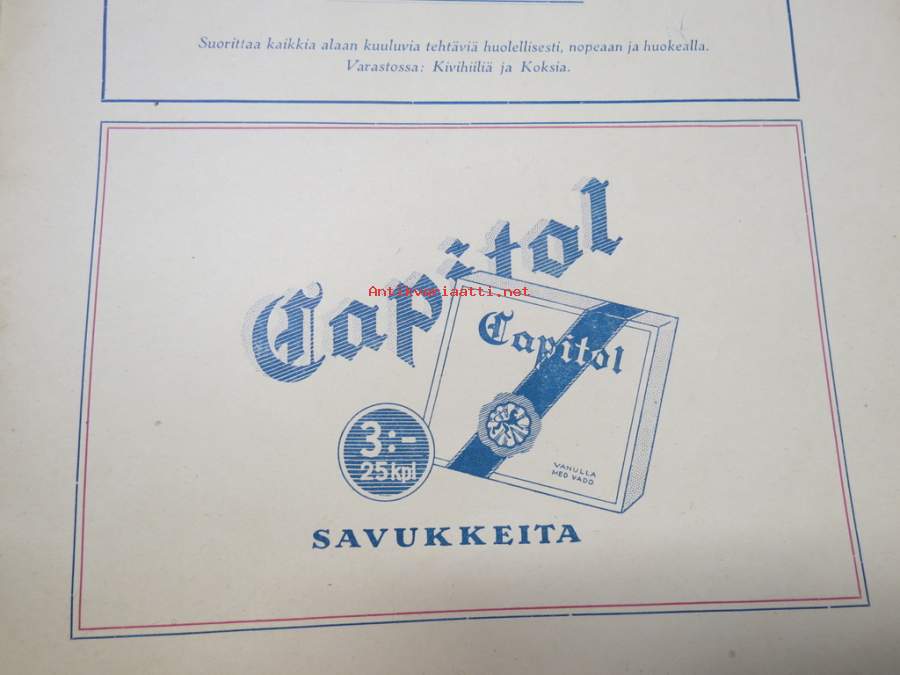 Suorittaa kaikkia alaan kuuluvia tehtäviä huolellisesti, nopeaan ja huokealla.
Varastossa: Kivihiiliä ja Koksia.
Capitol
Antikvariaatti.net
Capitol
3:-
25 kpl
VANULLA
MED VADD
SAVUKKEITA